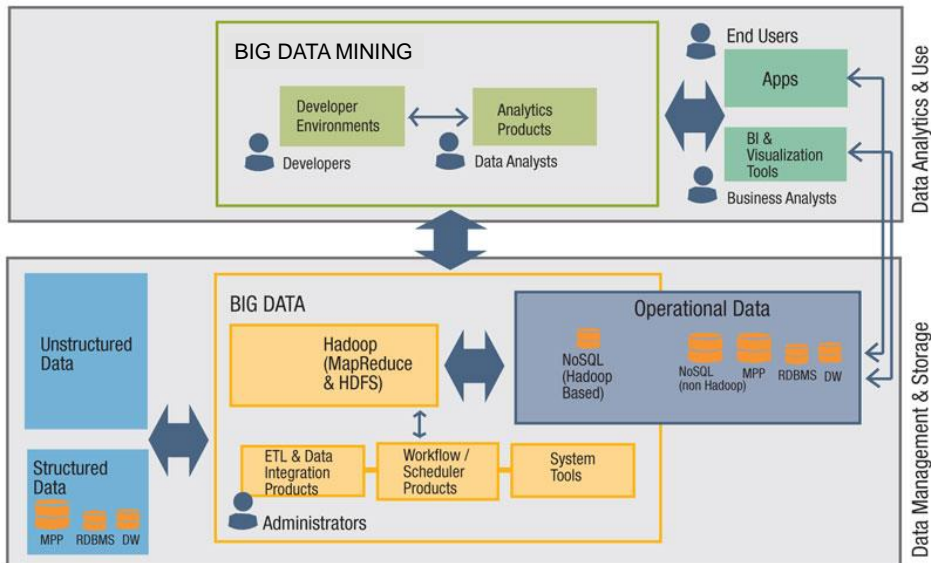 BIG DATA MINING
Developer
Environments
Analytics
Products
Developers
Data Analysts
End Users
Apps
BI &
Visualization
Tools
Business Analysts
Data Analytics & Use
Unstructured
Data
Structured
Data
MPP
RDBMS
DW
BIG DATA
Hadoop
(MapReduce
& HDFS)
ETL & Data
Integration
Products
Workflow /
Scheduler
Products
System
Tools
Administrators
Operational Data
NoSQL
(Hadoop
Based)
NoSQL
(non Hadoop)
MPP
RDBMS
DW
Data Management & Storage